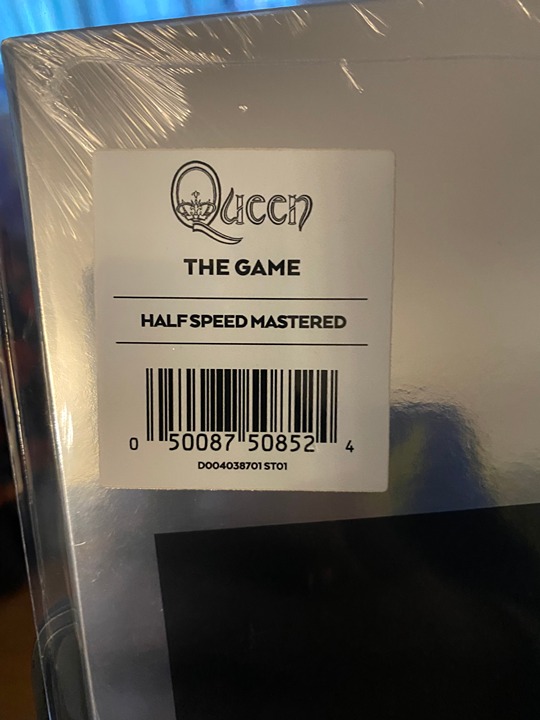 Queen
THE GAME
HALF SPEED MASTERED
0 50087 50852 4
D004038701 ST01